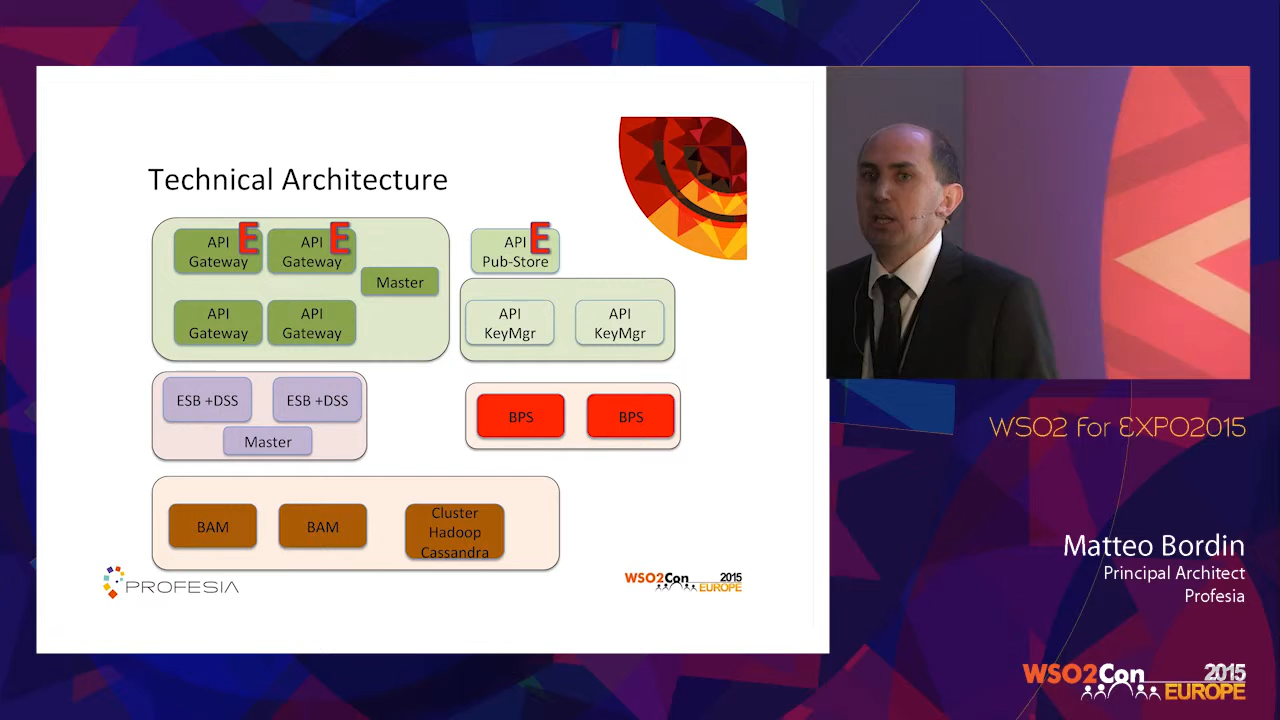 Technical Architecture
API
Gateway
E
API
Gateway
E
Master
API
Gateway
API
Gateway
API
Pub-Store
E
API
KeyMgr
API
KeyMgr
ESB +DSS
ESB +DSS
Master
BPS
BPS
BAM
BAM
Cluster
Hadoop
Cassandra
PROFESIA
WSO2Con 2015
EUROPE
WSO2 for EXPO2015
Matteo Bordin
Principal Architect
Profesia
WSO2Con 2015
EUROPE